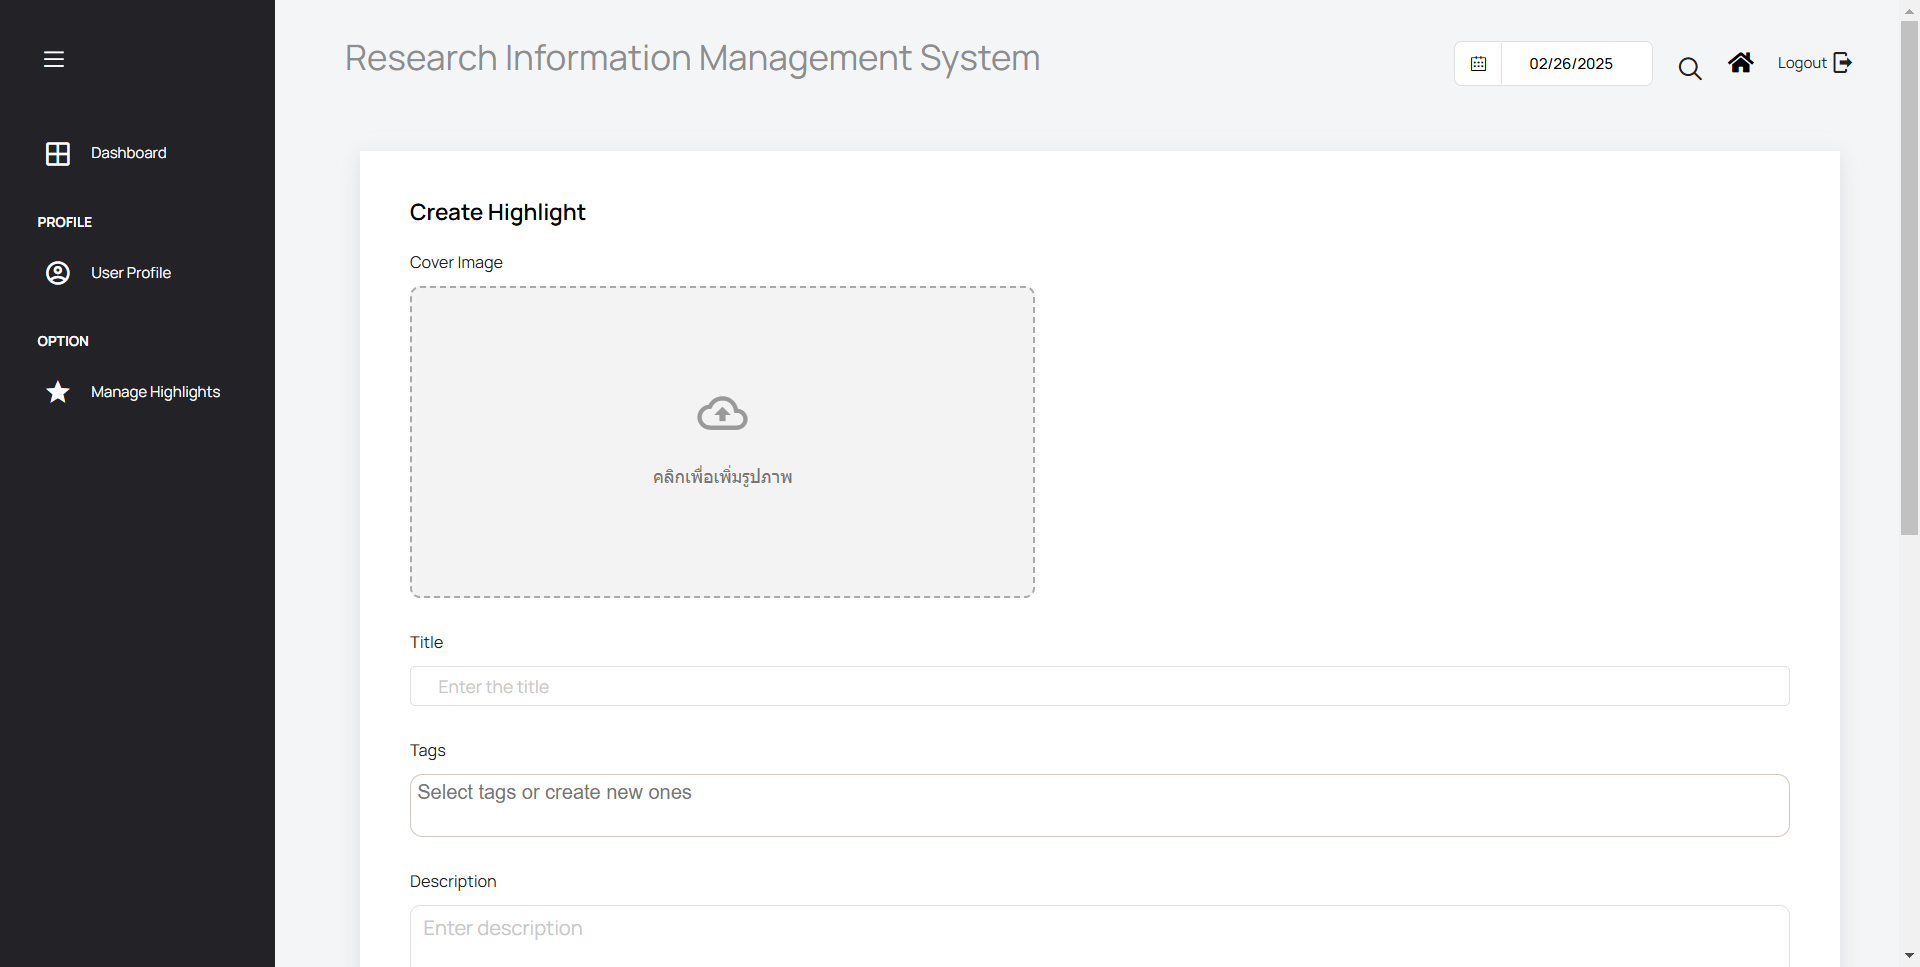 Research Information Management System
02/26/2025
Logout
Dashboard
PROFILE
User Profile
OPTION
Manage Highlights
Create Highlight
Cover Image
คลิกเพื่อเพิ่มรูปภาพ
Title
Enter the title
Tags
Select tags or create new ones
Description
Enter description